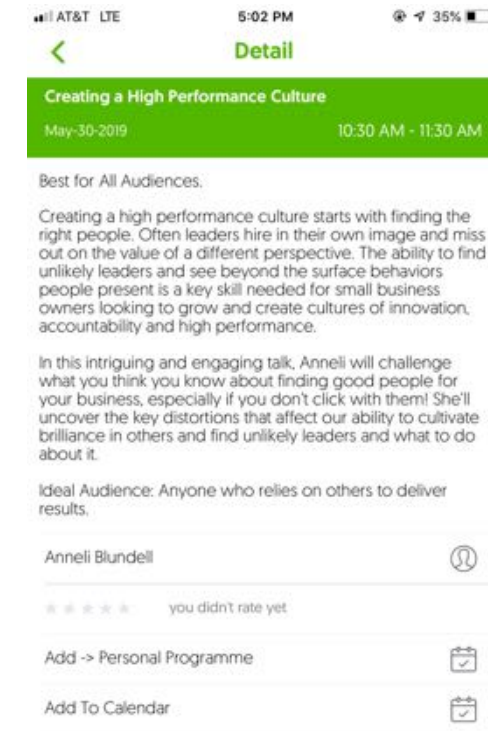 AT&T LTE 5:02 PM 35%
Detail
Creating a High Performance Culture
May-30-2019 10:30 AM - 11:30 AM
Best for All Audiences.
Creating a high performance culture starts with finding the
right people. Often leaders hire in their own image and miss
out on the value of a different perspective. The ability to find
unlikely leaders and see beyond the surface behaviors
people present is a key skill needed for small business
owners looking to grow and create cultures of innovation,
accountability and high performance.
In this intriguing and engaging talk, Anneli will challenge
what you think you know about finding good people for
your business, especially if you don't click with them! She'll
uncover the key distortions that affect our ability to cultivate
brilliance in others and find unlikely leaders and what to do
about it.
Ideal Audience: Anyone who relies on others to deliver
results.
Anneli Blundell
you didn't rate yet
Add -> Personal Programme
Add To Calendar